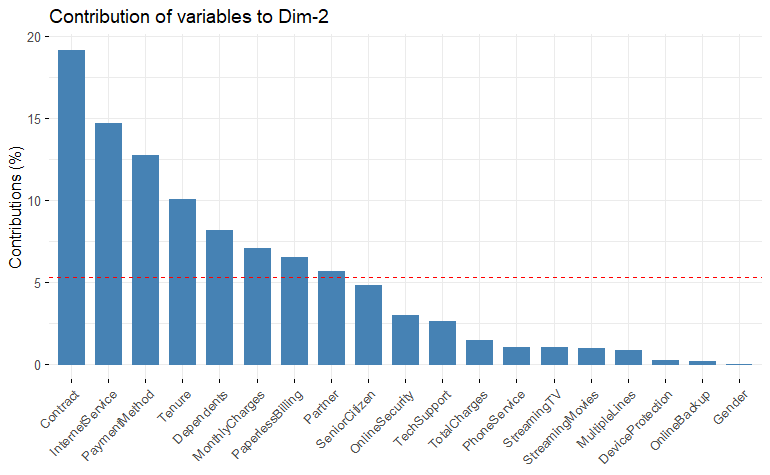 Contribution of variables to Dim-2
Contributions (%)
20
15
10
5
0
Contract
InternetService
PaymentMethod
Tenure
Dependents
MonthlyCharges
PaperlessBilling
Partner
SeniorCitizen
OnlineSecurity
TechSupport
TotalCharges
PhoneService
StreamingTV
StreamingMovies
MultipleLines
DeviceProtection
OnlineBackup
Gender